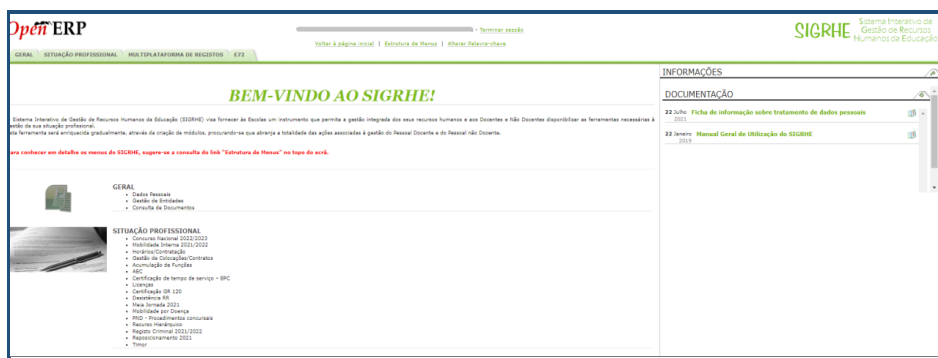 Open ERP
- Terminar sessão
Voltar à página inicial | Estrutura de Menus | Alterar Palavra-chave
SIGRHE Sistema Interativo de
Gestão de Recursos
Humanos da Educação
GERAL SITUAÇÃO PROFISSIONAL MULTIPLATAFORMA DE REGISTOS E72
INFORMAÇÕES
BEM-VINDO AO SIGRHE!
Sistema Interativo de Gestão de Recursos Humanos da Educação (SIGRHE) visa fornecer às Escolas um instrumento que permita a gestão integrada dos seus recursos humanos e aos Docentes e Não Docentes disponibilizar as ferramentas necessárias à
estão da sua situação profissional.
sta ferramenta será enriquecida gradualmente, através da criação de módulos, procurando-se que abranja a totalidade das ações associadas à gestão do Pessoal Docente e do Pessoal não Docente.
ara conhecer em detalhe os menus do SIGRHE, sugere-se a consulta do link "Estrutura de Menus" no topo do ecrã.
DOCUMENTAÇÃO
22 Julho Ficha de informação sobre tratamento de dados pessoais
2021
22 Janeiro Manual Geral de Utilização do SIGRHE
2019
GERAL
Dados Pessoais
Gestão de Entidades
Consulta de Documentos
SITUAÇÃO PROFISSIONAL
Concurso Nacional 2022/2023
Mobilidade Interna 2021/2022
Horários/Contratação
Gestão de Colocações/Contratos
Acumulação de Funções
AEC
Certificação de tempo de serviço – EPC
Licenças
Certificação GR 120
Desistência RR
Meia Jornada 2021
Mobilidade por Doença
PND - Procedimentos concursais
Recurso Hierárquico
Registo Criminal 2021/2022
Reposicionamento 2021
Timor